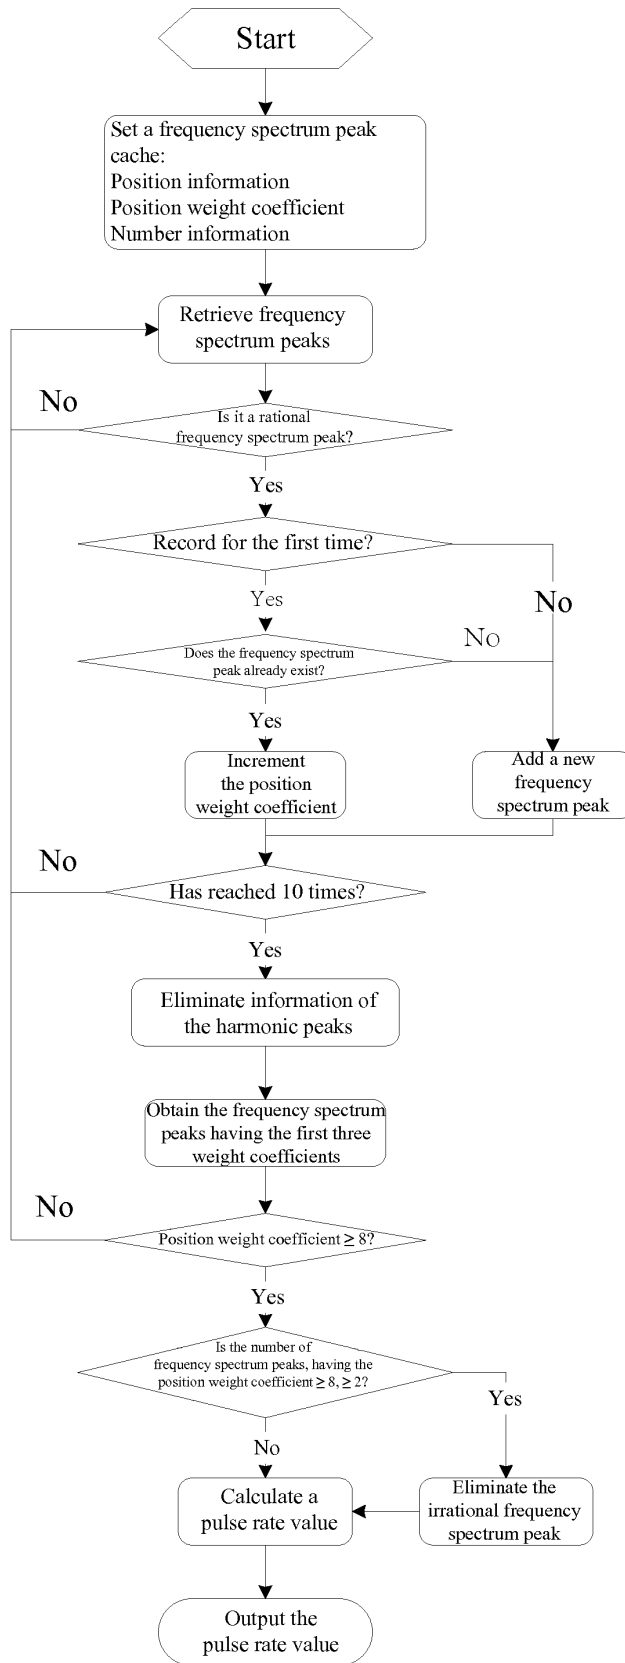 Start
Set a frequency spectrum peak
cache:
Position information
Position weight coefficient
Number information
Retrieve frequency
spectrum peaks
No
Is it a rational
frequency spectrum peak?
Yes
Record for the first time?
Yes
No
Does the frequency spectrum
peak already exist?
No
Yes
Increment
the position
weight coefficient
Add a new
frequency
spectrum peak
No
Has reached 10 times?
Yes
Eliminate information of
the harmonic peaks
Obtain the frequency spectrum
peaks having the first three
weight coefficients
No
Position weight coefficient ≥ 8?
Yes
Is the number of
frequency spectrum peaks, having the
position weight coefficient ≥ 8, ≥ 2?
Yes
No
Calculate a
pulse rate value
Eliminate the
irrational frequency
spectrum peak
Output the
pulse rate value